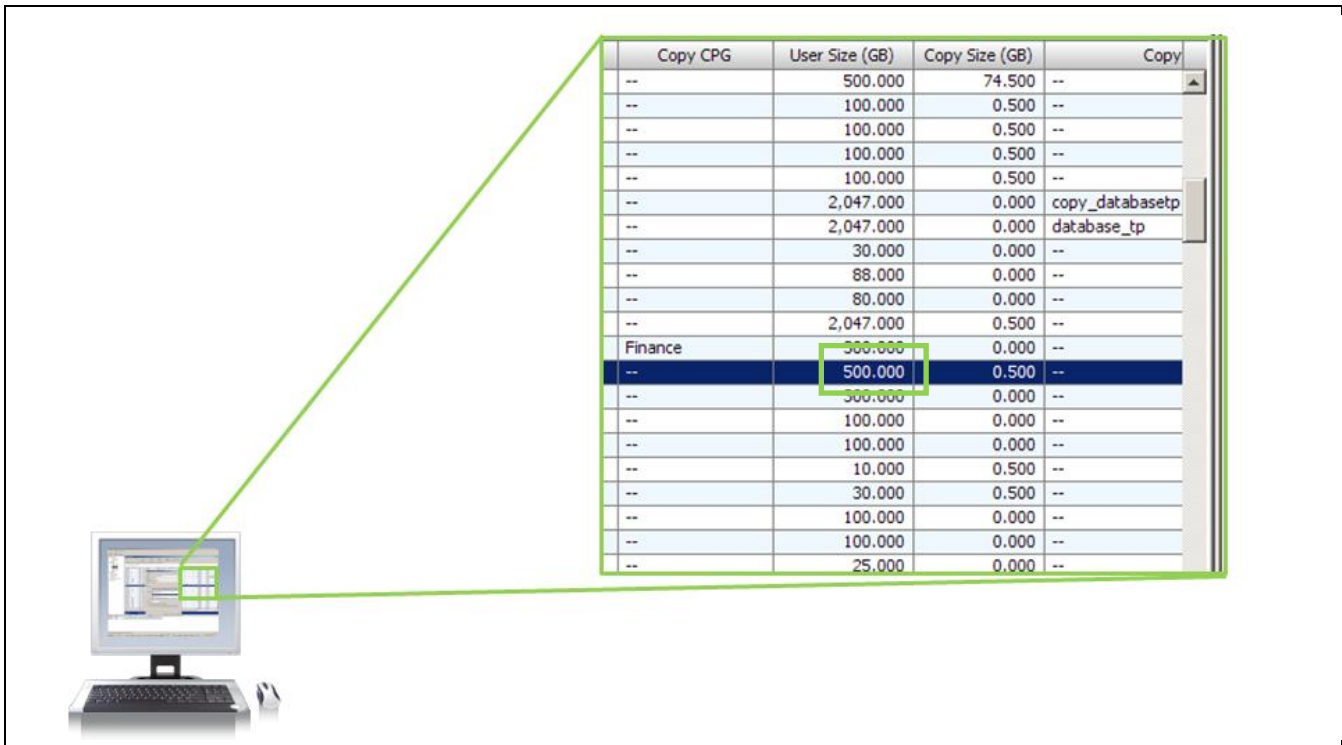 Copy CPG User Size (GB) Copy Size (GB) Copy
-- 500.000 74.500 --
-- 100.000 0.500 --
-- 100.000 0.500 --
-- 100.000 0.500 --
-- 100.000 0.500 --
-- 2,047.000 0.000 copy_databasetp
-- 2,047.000 0.000 database_tp
-- 30.000 0.000 --
-- 88.000 0.000 --
-- 80.000 0.000 --
-- 2,047.000 0.500 --
Finance 300.000 0.000 --
-- 500.000 0.500 --
-- 300.000 0.000 --
-- 100.000 0.000 --
-- 100.000 0.000 --
-- 10.000 0.500 --
-- 30.000 0.500 --
-- 100.000 0.000 --
-- 100.000 0.000 --
-- 25.000 0.000 --